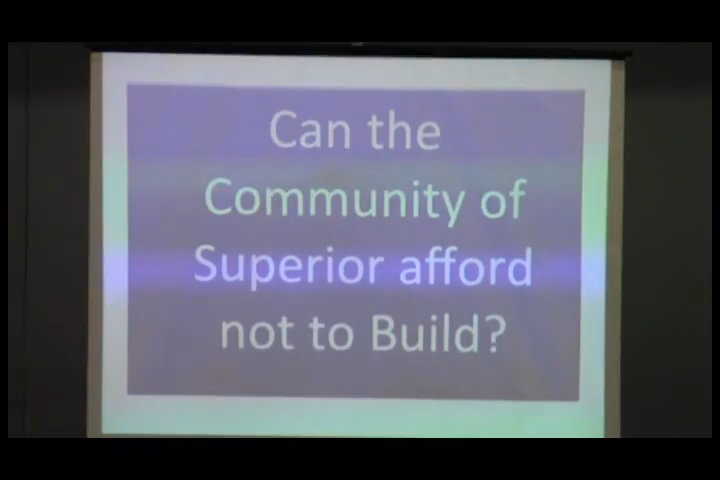 Can the
Community of
Superior afford
not to Build?